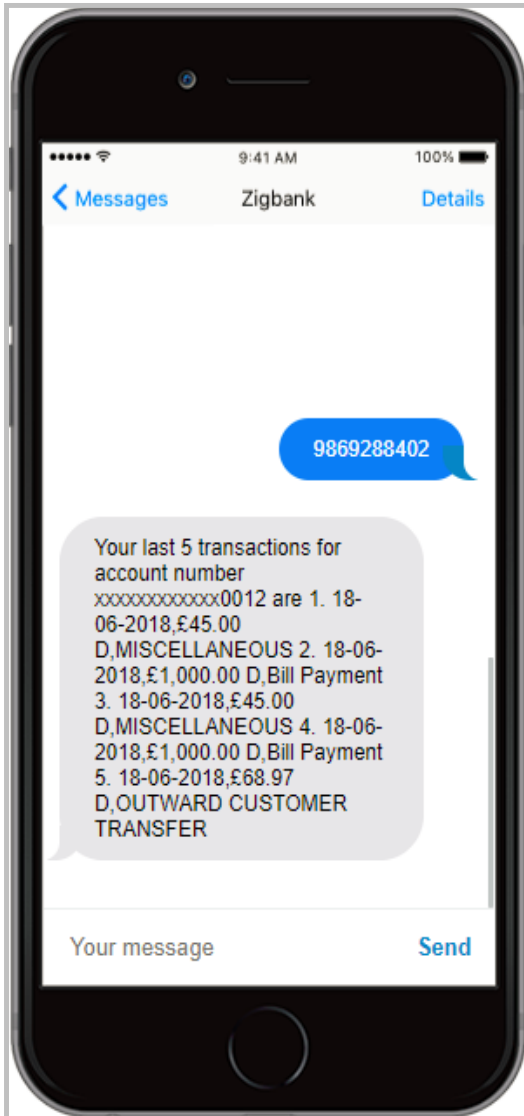 9:41 AM
100%
Messages
Zigbank
Details
9869288402
Your last 5 transactions for
account number
xxxxxxxxxxxx0012 are 1. 18-
06-2018,£45.00
D,MISCELLANEOUS 2. 18-06-
2018,£1,000.00 D,Bill Payment
3. 18-06-2018,£45.00
D,MISCELLANEOUS 4. 18-06-
2018,£1,000.00 D,Bill Payment
5. 18-06-2018,£68.97
D,OUTWARD CUSTOMER
TRANSFER
Your message
Send